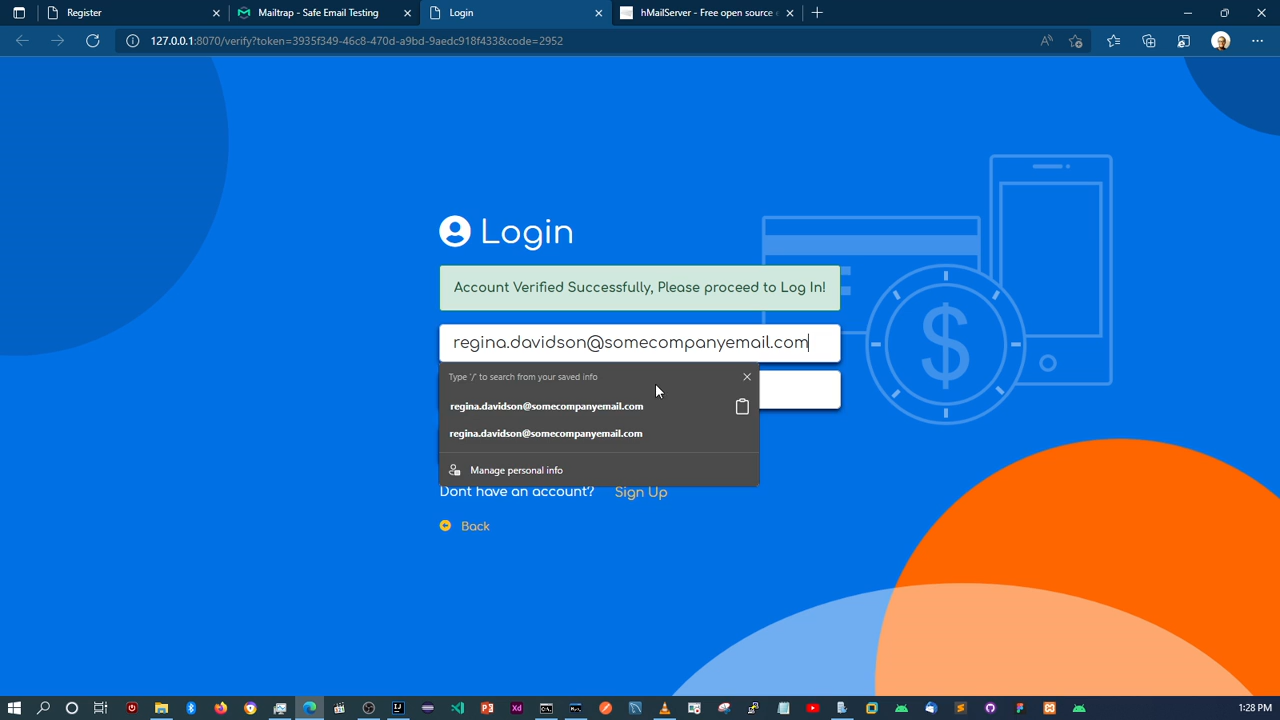 Register
Mailtrap - Safe Email Testing
Login
hMailServer - Free open source
127.0.0.1:8070/verify?token=3935f349-46c8-470d-a9bd-9aedc918f433&code=2952
Login
Account Verified Successfully, Please proceed to Log In!
regina.davidson@somecompanyemail.com
Type '/' to search from your saved info
regina.davidson@somecompanyemail.com
regina.davidson@somecompanyemail.com
Manage personal info
Dont have an account? Sign Up
Back
$
1:28 PM